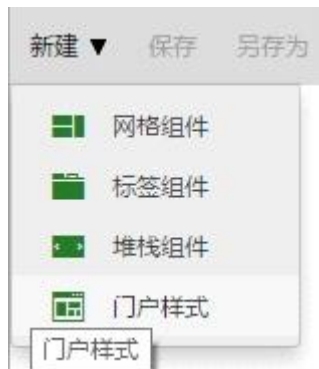 新建 ▼ 保存 另存为
网格组件
标签组件
堆栈组件
门户样式
门户样式